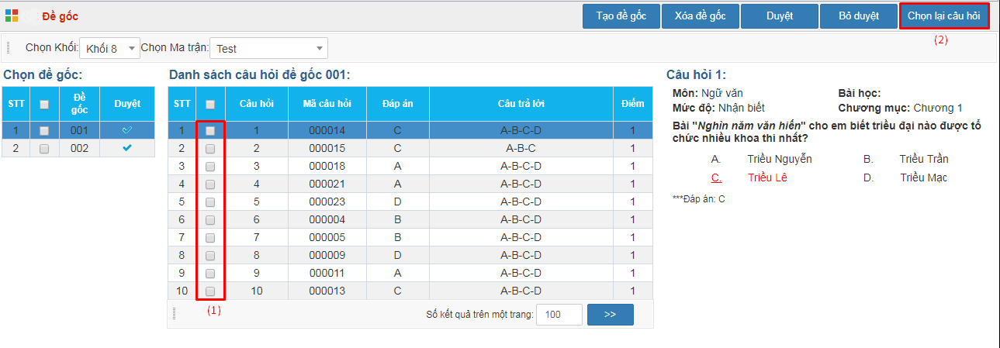 Đề gốc
Tạo đề gốc Xóa đề gốc Duyệt Bỏ duyệt Chọn lại câu hỏi
(2)
Chọn Khối: Khối 8 Chọn Ma trận: Test
Chọn đề gốc:
STT Đề gốc Duyệt
1 001
2 002
Danh sách câu hỏi đề gốc 001:
STT Câu hỏi Mã câu hỏi Đáp án Câu trả lời Điểm
1 1 000014 C A-B-C-D 1
2 2 000015 C A-B-C 1
3 3 000018 A A-B-C-D 1
4 4 000021 A A-B-C-D 1
5 5 000023 D A-B-C-D 1
6 6 000004 B A-B-C-D 1
7 7 000005 B A-B-C-D 1
8 8 000009 D A-B-C-D 1
9 9 000011 A A-B-C-D 1
10 10 000013 C A-B-C-D 1
(1)
Số kết quả trên một trang: 100 >>
Câu hỏi 1:
Môn: Ngữ văn Bài học:
Mức độ: Nhận biết Chương mục: Chương 1
Bài "Nghìn năm văn hiến" cho em biết triều đại nào được tổ
chức nhiều khoa thi nhất?
A. Triều Nguyễn B. Triều Trần
C. Triều Lê D. Triều Mạc
***Đáp án: C